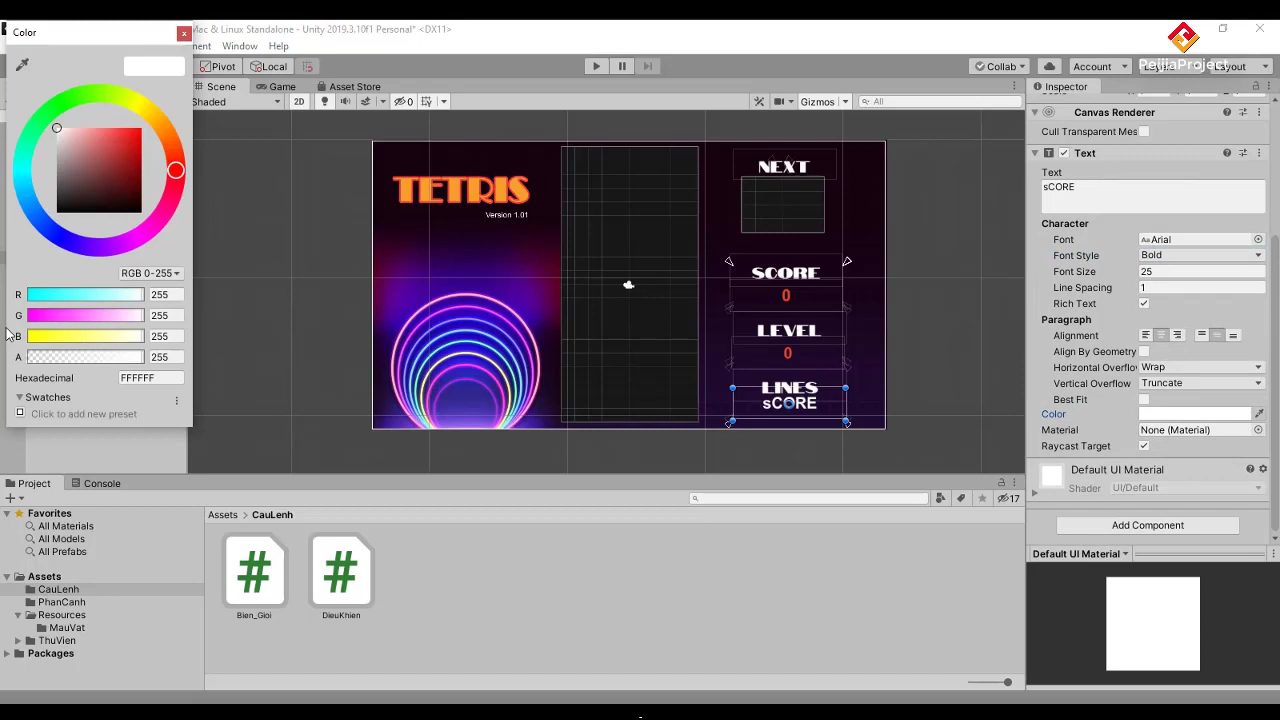 Color
Mac & Linux Standalone - Unity 2019.3.10f1 Personal* <DX11>
PeijiaProject
nent Window Help
Pivot Local
Collab Account Layers Layout
Scene Game Asset Store
Inspector
Shaded 2D 0 Gizmos All
Canvas Renderer
Cull Transparent Mes
Text
Text
sCORE
Character
Font Aa Arial
Font Style Bold
Font Size 25
Line Spacing 1
Rich Text
Paragraph
Alignment
Align By Geometry
Horizontal Overflo Wrap
Vertical Overflow Truncate
Best Fit
Color
Material None (Material)
Raycast Target
Default UI Material
Shader UI/Default
Add Component
Default UI Material
TETRIS
Version 1.01
NEXT
SCORE
0
LEVEL
0
LINES
sCORE
RGB 0-255
R 255
G 255
B 255
A 255
Hexadecimal FFFFFF
Swatches
Click to add new preset
Project Console
17
Favorites
All Materials
All Models
All Prefabs
Assets
CauLenh
PhanCanh
Resources
MauVat
ThuVien
Packages
Assets > CauLenh
#
#
Bien_Gioi
DieuKhien